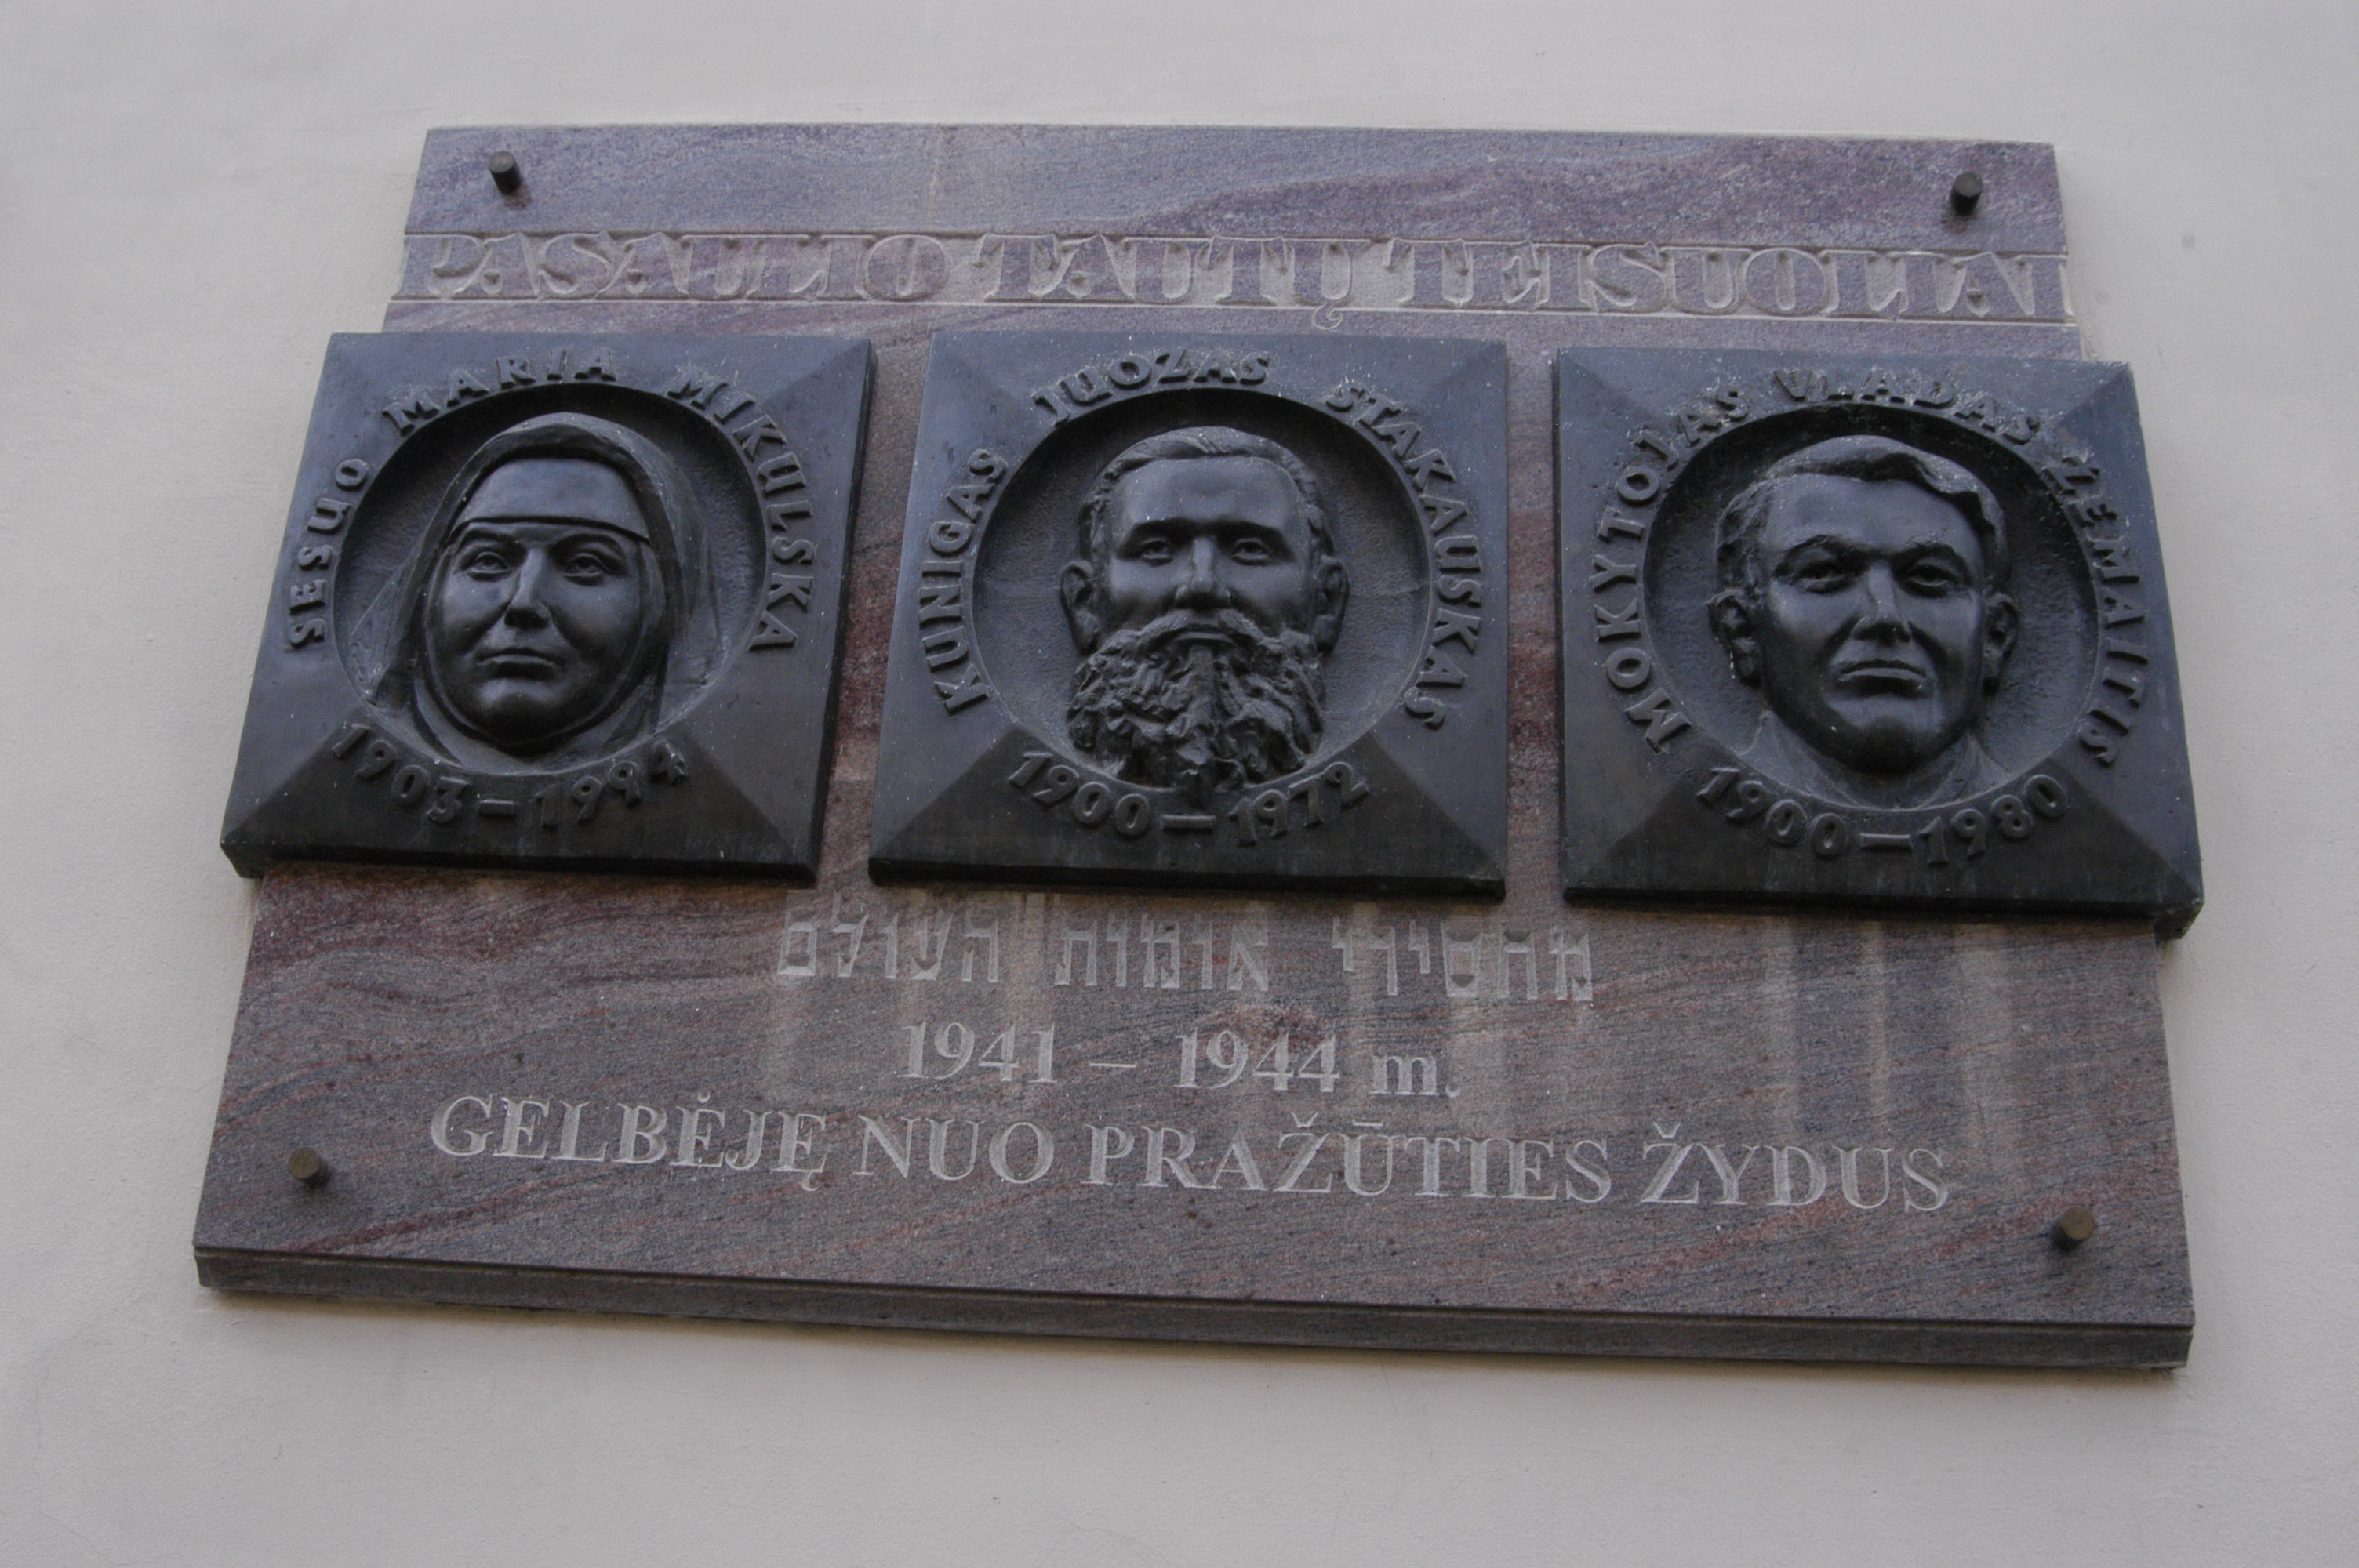 PASAULIO TAUTŲ TEISUOLIAI
SESUO MARIA MIKULSKA
1903–1994
KUNIGAS JUOZAS STAKAUSKAS
1900–1972
MOKYTOJAS VLADAS ŽEMAITIS
1900–1980
מחסידי אומות העולם
1941 – 1944 m.
GELBĖJĘ NUO PRAŽŪTIES ŽYDUS